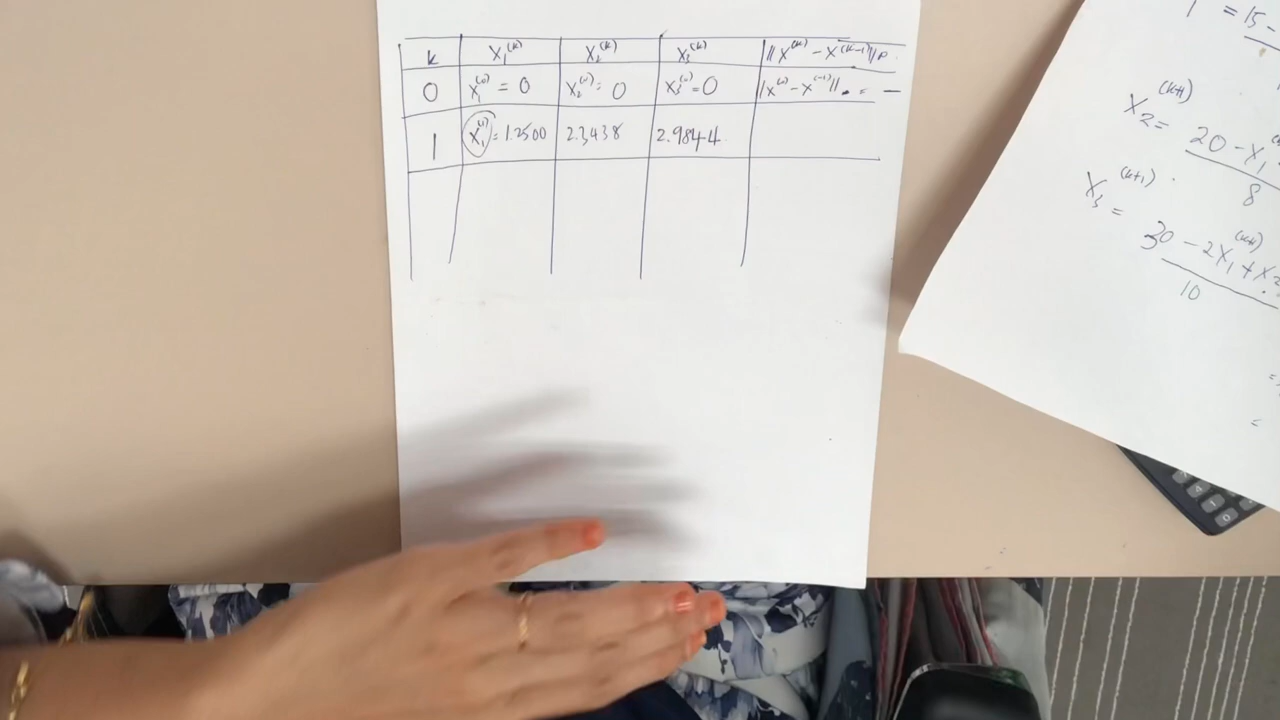 k x₁⁽ᵏ⁾ x₂⁽ᵏ⁾ x₃⁽ᵏ⁾ ||x⁽ᵏ⁾ - x⁽ᵏ⁻¹⁾||p.
0 x₁⁽⁰⁾ = 0 x₂⁽⁰⁾ = 0 x₃⁽⁰⁾ = 0 ||x⁽⁰⁾ - x⁽⁻¹⁾|| = -
1 x₁⁽¹⁾ = 1.2500 2.3438 2.9844
= 15 -
x₂⁽ᵏ⁺¹⁾ = 20 - x₁
8
x₃⁽ᵏ⁺¹⁾ = 30 - 2x₁⁽ᵏ⁺¹⁾ + x₂
10